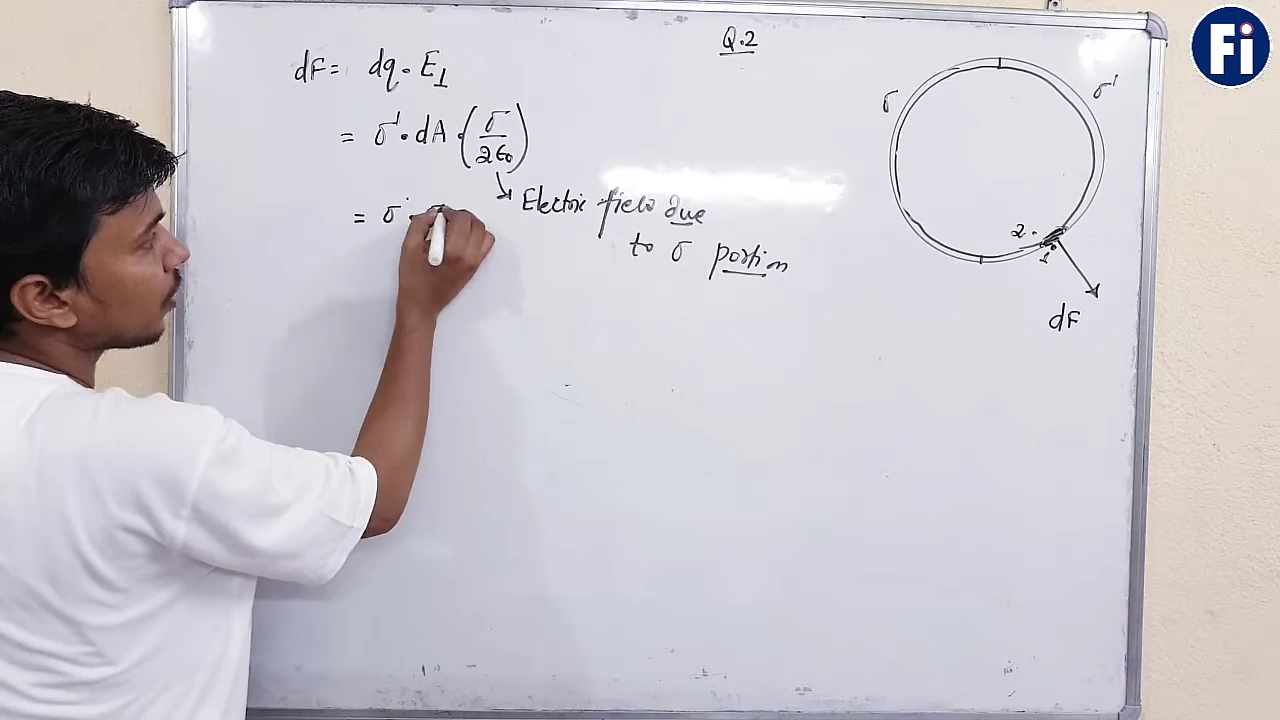 Fi
Q.2
dF = dq · E⊥
= σ' · dA · (σ / 2ε₀)
→ Electric field due
to σ portion
= σ' ·
σ
σ'
2.
1
dF